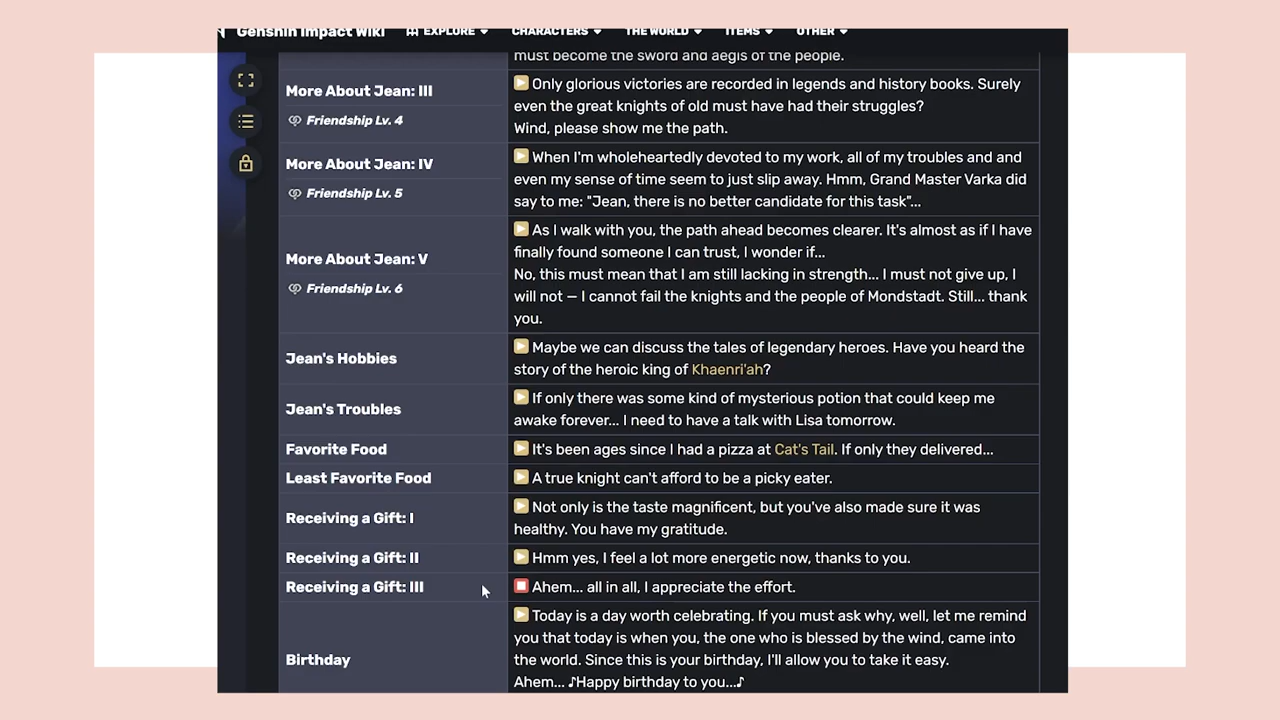 Genshin Impact Wiki EXPLORE CHARACTERS THE WORLD ITEMS OTHER
must become the sword and aegis of the people.
More About Jean: III
Friendship Lv. 4
Only glorious victories are recorded in legends and history books. Surely
even the great knights of old must have had their struggles?
Wind, please show me the path.
More About Jean: IV
Friendship Lv. 5
When I'm wholeheartedly devoted to my work, all of my troubles and and
even my sense of time seem to just slip away. Hmm, Grand Master Varka did
say to me: "Jean, there is no better candidate for this task"...
More About Jean: V
Friendship Lv. 6
As I walk with you, the path ahead becomes clearer. It's almost as if I have
finally found someone I can trust, I wonder if...
No, this must mean that I am still lacking in strength... I must not give up, I
will not — I cannot fail the knights and the people of Mondstadt. Still... thank
you.
Jean's Hobbies
Maybe we can discuss the tales of legendary heroes. Have you heard the
story of the heroic king of Khaenri'ah?
Jean's Troubles
If only there was some kind of mysterious potion that could keep me
awake forever... I need to have a talk with Lisa tomorrow.
Favorite Food
It's been ages since I had a pizza at Cat's Tail. If only they delivered...
Least Favorite Food
A true knight can't afford to be a picky eater.
Receiving a Gift: I
Not only is the taste magnificent, but you've also made sure it was
healthy. You have my gratitude.
Receiving a Gift: II
Hmm yes, I feel a lot more energetic now, thanks to you.
Receiving a Gift: III
Ahem... all in all, I appreciate the effort.
Birthday
Today is a day worth celebrating. If you must ask why, well, let me remind
you that today is when you, the one who is blessed by the wind, came into
the world. Since this is your birthday, I'll allow you to take it easy.
Ahem... ♪Happy birthday to you...♪